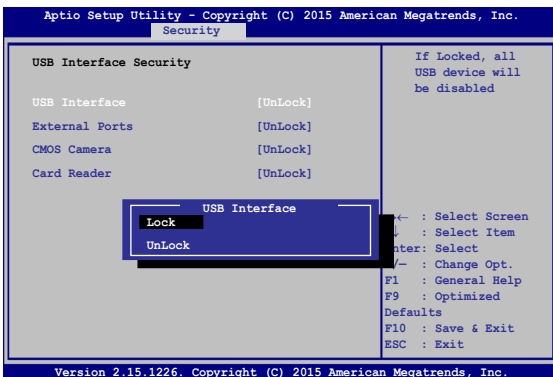 Aptio Setup Utility - Copyright (C) 2015 American Megatrends, Inc.
Security
USB Interface Security
USB Interface [UnLock]
External Ports [UnLock]
CMOS Camera [UnLock]
Card Reader [UnLock]
If Locked, all
USB device will
be disabled
USB Interface
Lock
UnLock
← : Select Screen
↓ : Select Item
nter: Select
/— : Change Opt.
F1 : General Help
F9 : Optimized
Defaults
F10 : Save & Exit
ESC : Exit
Version 2.15.1226. Copyright (C) 2015 American Megatrends, Inc.